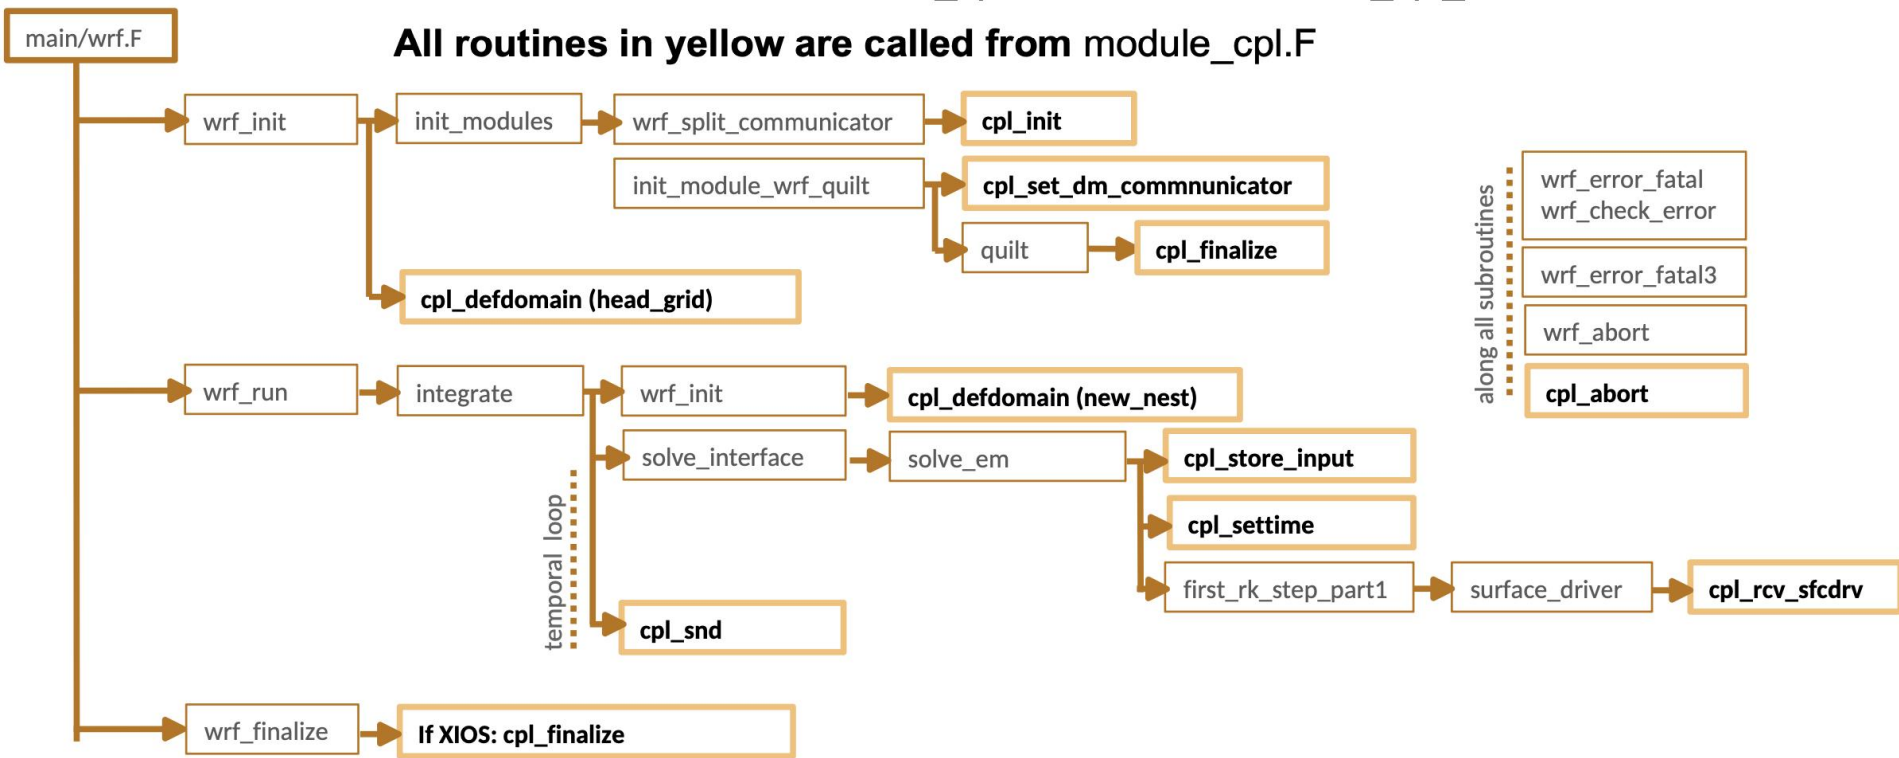 main/wrf.F
All routines in yellow are called from module_cpl.F
wrf_init
init_modules
wrf_split_communicator
cpl_init
init_module_wrf_quilt
cpl_set_dm_commnunicator
quilt
cpl_finalize
cpl_defdomain (head_grid)
along all subroutines
wrf_error_fatal
wrf_check_error
wrf_error_fatal3
wrf_abort
cpl_abort
wrf_run
integrate
wrf_init
cpl_defdomain (new_nest)
solve_interface
solve_em
cpl_store_input
cpl_settime
first_rk_step_part1
surface_driver
cpl_rcv_sfcdrv
temporal loop
cpl_snd
wrf_finalize
If XIOS: cpl_finalize